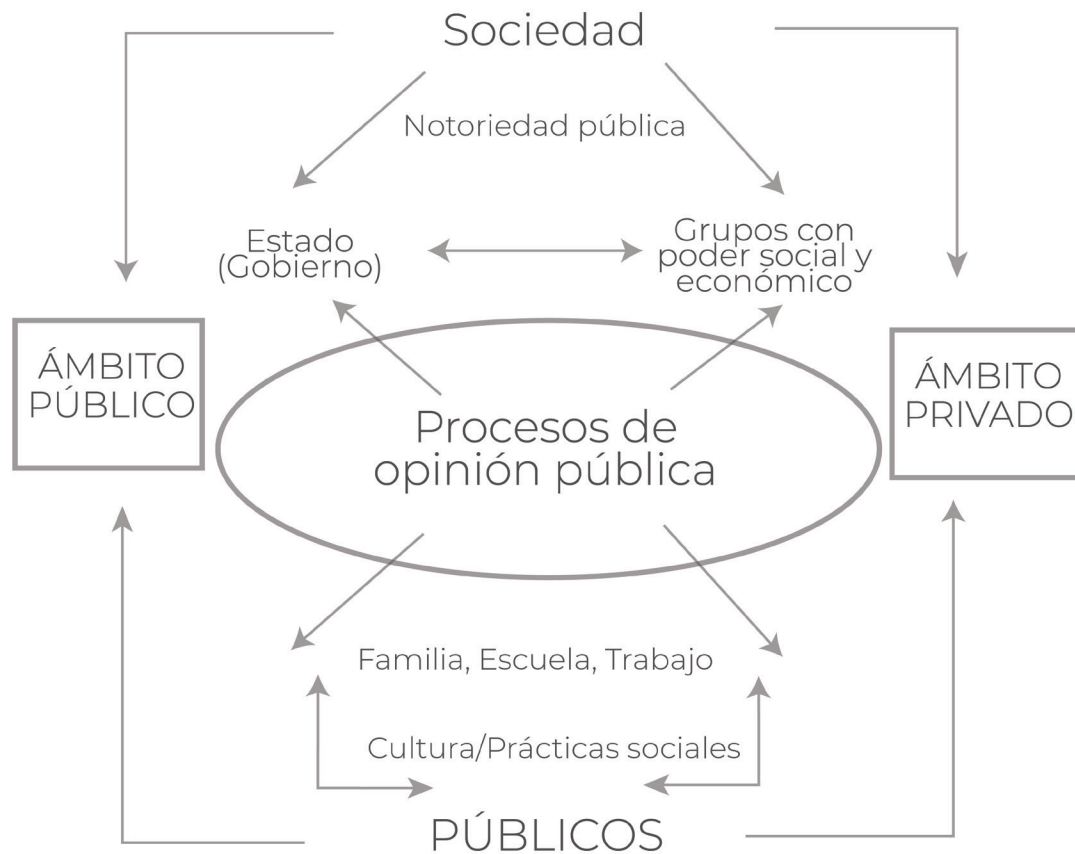 Sociedad
Notoriedad pública
Estado
(Gobierno)
Grupos con
poder social y
económico
ÁMBITO
PÚBLICO
Procesos de
opinión pública
ÁMBITO
PRIVADO
Familia, Escuela, Trabajo
Cultura/Prácticas sociales
PÚBLICOS